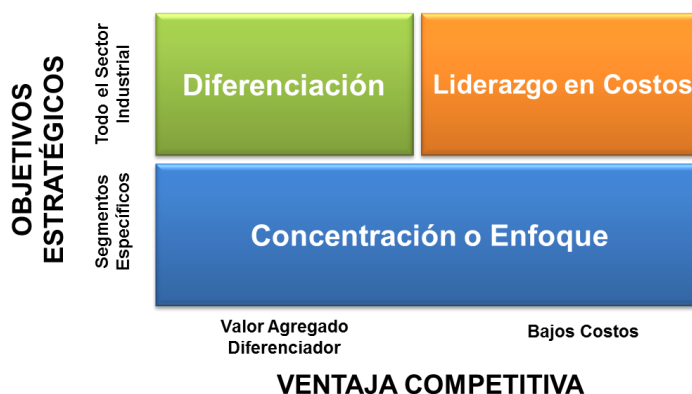 OBJETIVOS
ESTRATÉGICOS
Todo el Sector
Industrial
Diferenciación
Liderazgo en Costos
Segmentos
Específicos
Concentración o Enfoque
Valor Agregado
Diferenciador
Bajos Costos
VENTAJA COMPETITIVA